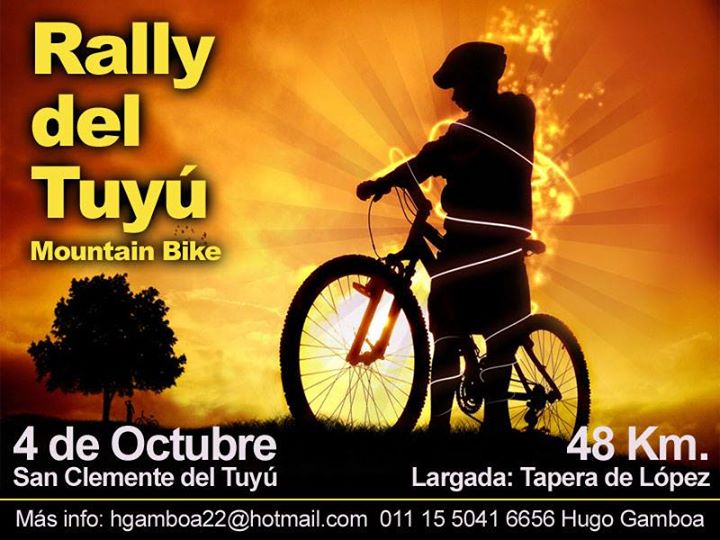 Rally
del
Tuyú
Mountain Bike
4 de Octubre
San Clemente del Tuyú
48 Km.
Largada: Tapera de López
Más info: hgamboa22@hotmail.com 011 15 5041 6656 Hugo Gamboa